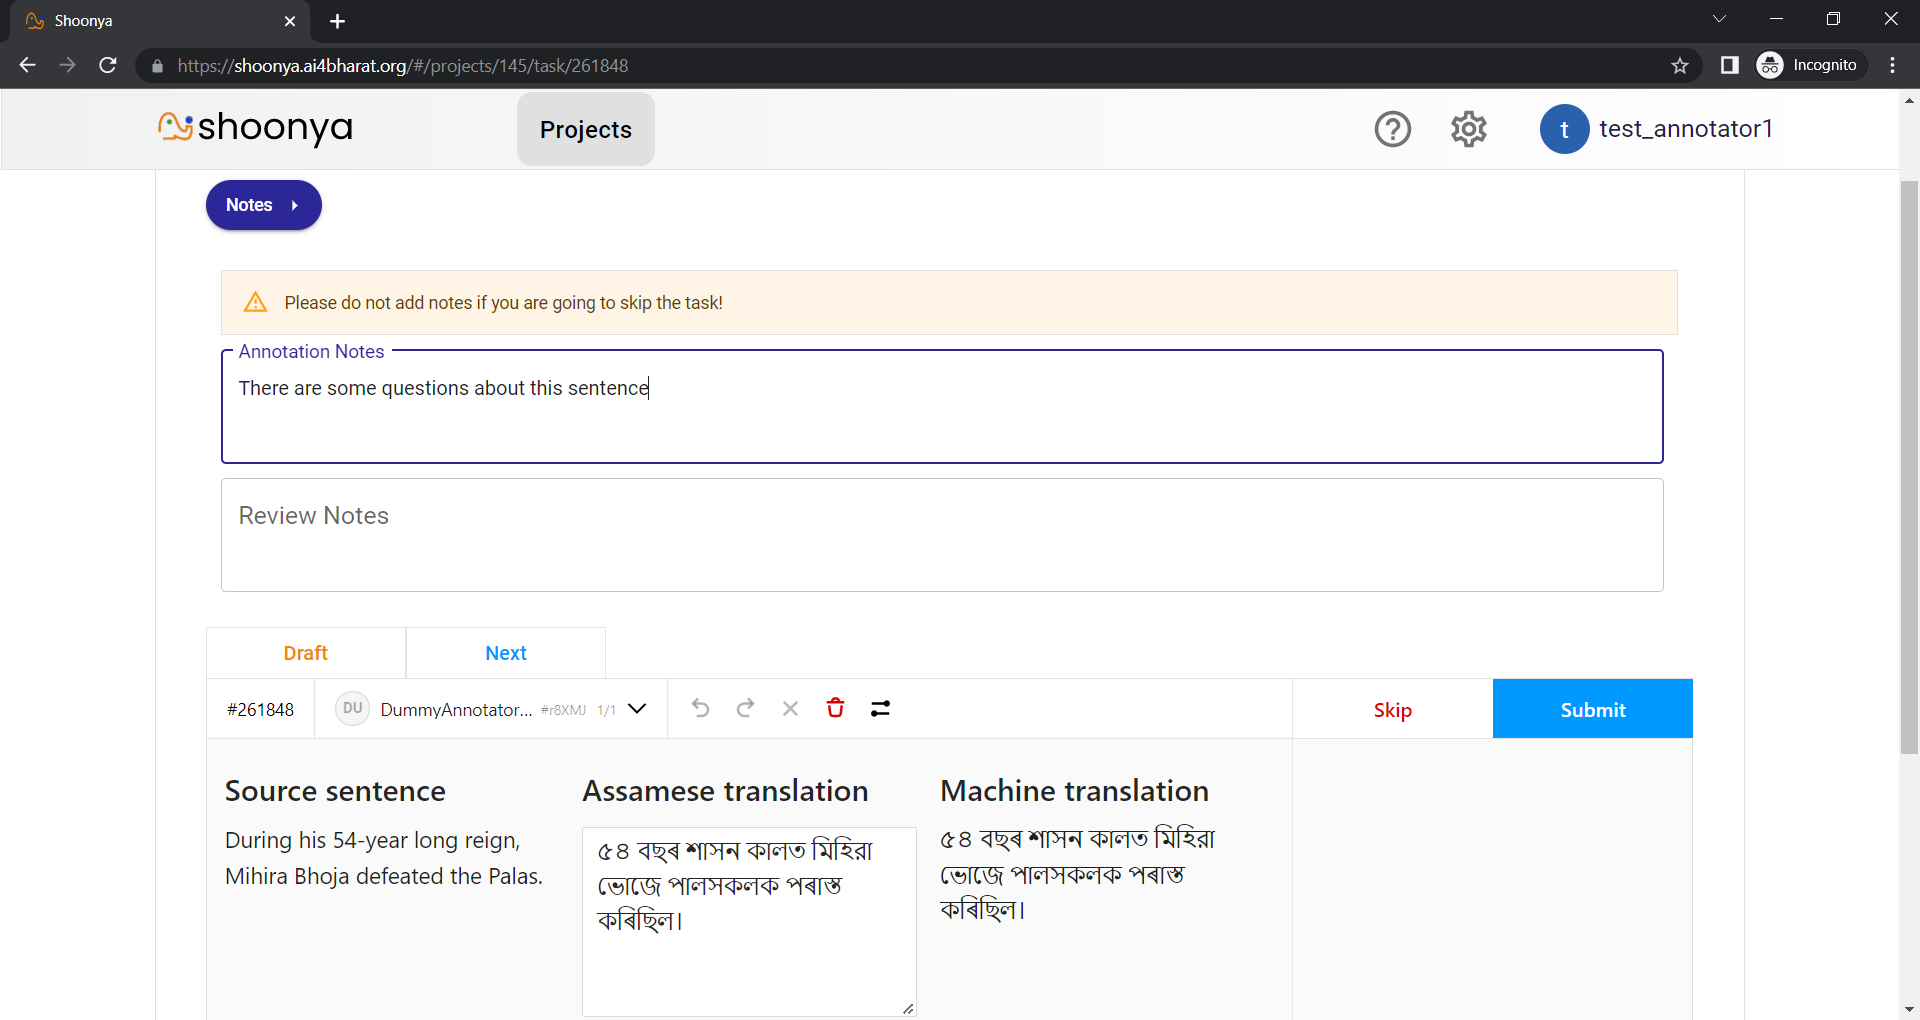 Shoonya
https://shoonya.ai4bharat.org/#/projects/145/task/261848
Incognito
shoonya
Projects
t
test_annotator1
Notes
Please do not add notes if you are going to skip the task!
Annotation Notes
There are some questions about this sentence
Review Notes
Draft
Next
#261848
DU
DummyAnnotator...
#r8XMJ
1/1
Skip
Submit
Source sentence
During his 54-year long reign,
Mihira Bhoja defeated the Palas.
Assamese translation
৫৪ বছৰ শাসন কালত মিহিৰা
ভোজে পালসকলক পৰাস্ত
কৰিছিল।
Machine translation
৫৪ বছৰ শাসন কালত মিহিৰা
ভোজে পালসকলক পৰাস্ত
কৰিছিল।